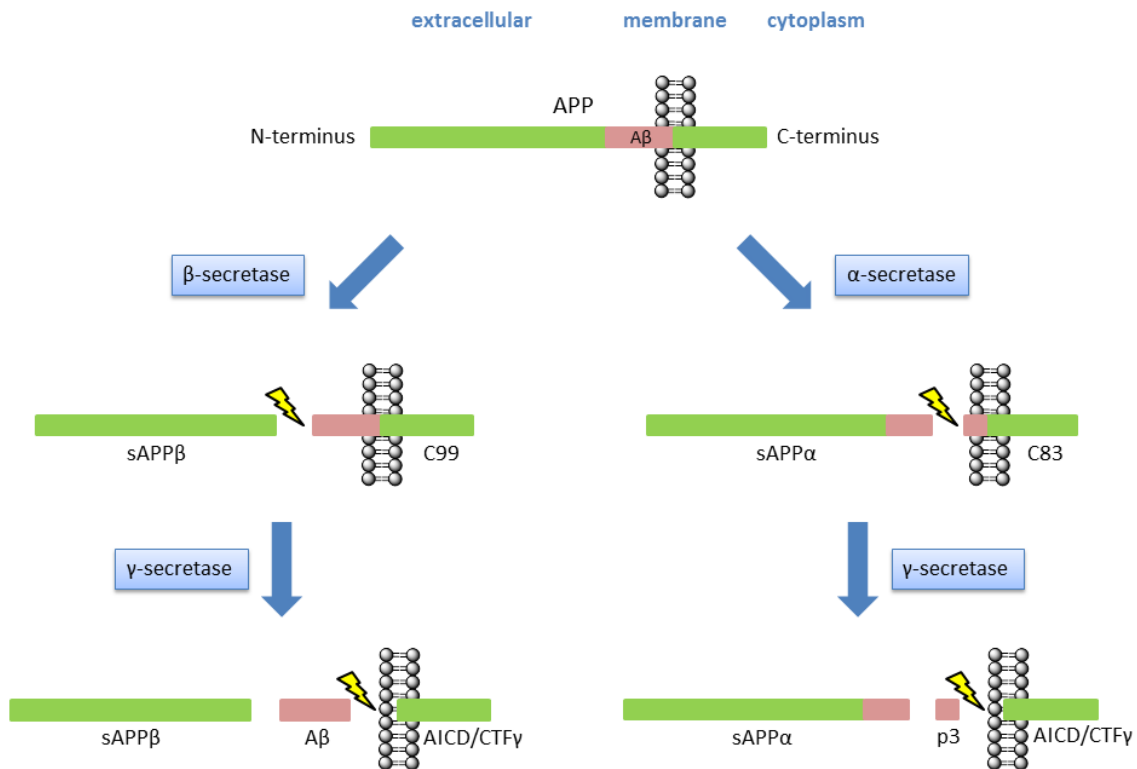 extracellular membrane cytoplasm
APP
N-terminus Aβ C-terminus
β-secretase α-secretase
sAPPβ C99 sAPPα C83
γ-secretase γ-secretase
sAPPβ Aβ AICD/CTFγ sAPPα p3 AICD/CTFγ